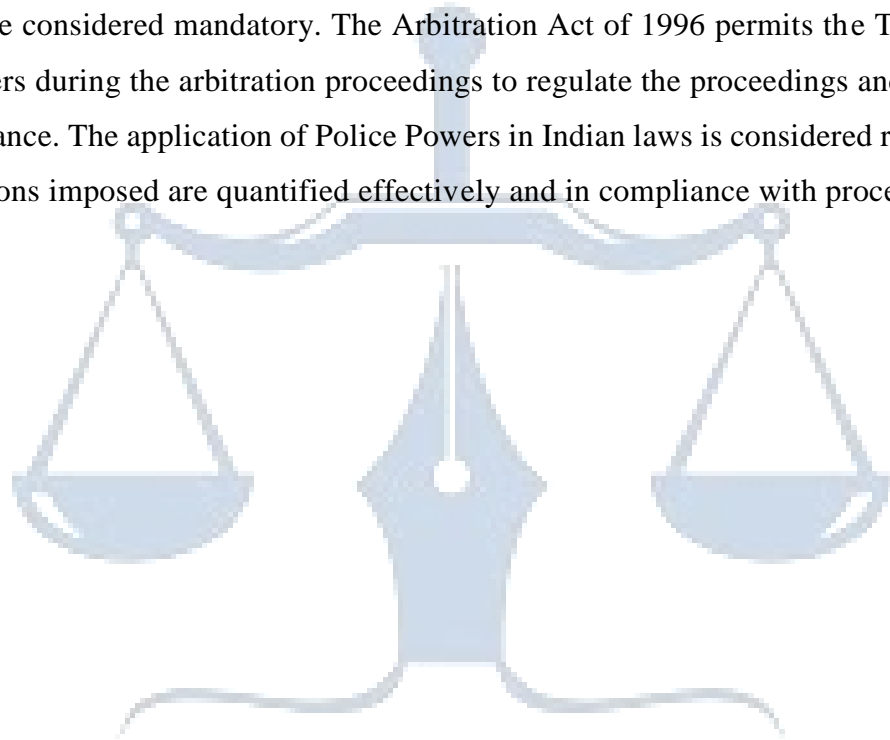 e considered mandatory. The Arbitration Act of 1996 permits the T
ers during the arbitration proceedings to regulate the proceedings and
ance. The application of Police Powers in Indian laws is considered r
ons imposed are quantified effectively and in compliance with proce